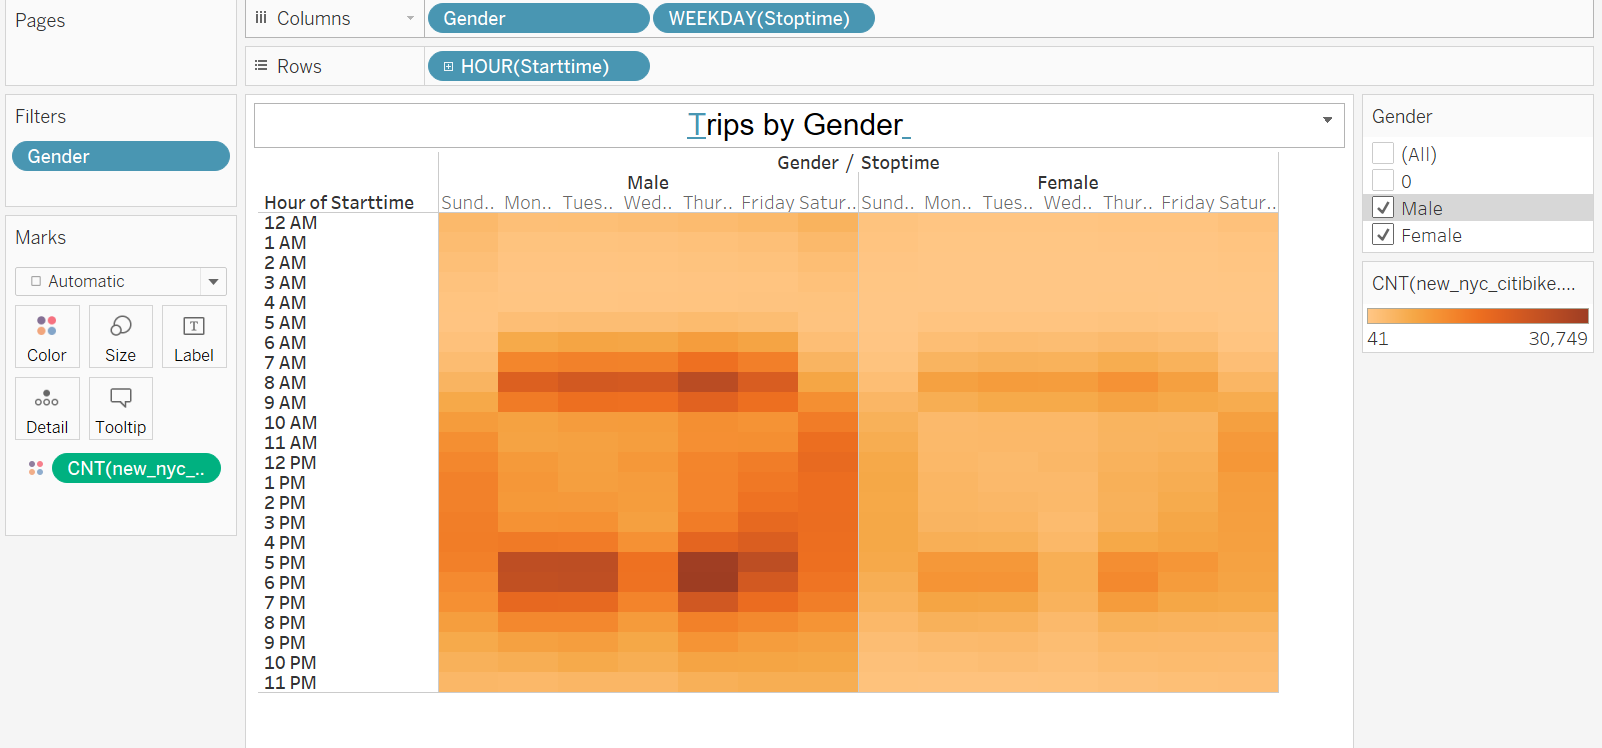 Pages
Columns
Gender
WEEKDAY(Stoptime)
Rows
HOUR(Starttime)
Filters
Gender
Marks
Automatic
Color
Size
Label
Detail
Tooltip
CNT(new_nyc_..
Trips by Gender
Gender / Stoptime
Male
Female
Hour of Starttime
Sund.. Mon.. Tues.. Wed.. Thur.. Friday Satur.. Sund.. Mon.. Tues.. Wed.. Thur.. Friday Satur..
12 AM
1 AM
2 AM
3 AM
4 AM
5 AM
6 AM
7 AM
8 AM
9 AM
10 AM
11 AM
12 PM
1 PM
2 PM
3 PM
4 PM
5 PM
6 PM
7 PM
8 PM
9 PM
10 PM
11 PM
Gender
(All)
0
Male
Female
CNT(new_nyc_citibike....
41
30,749